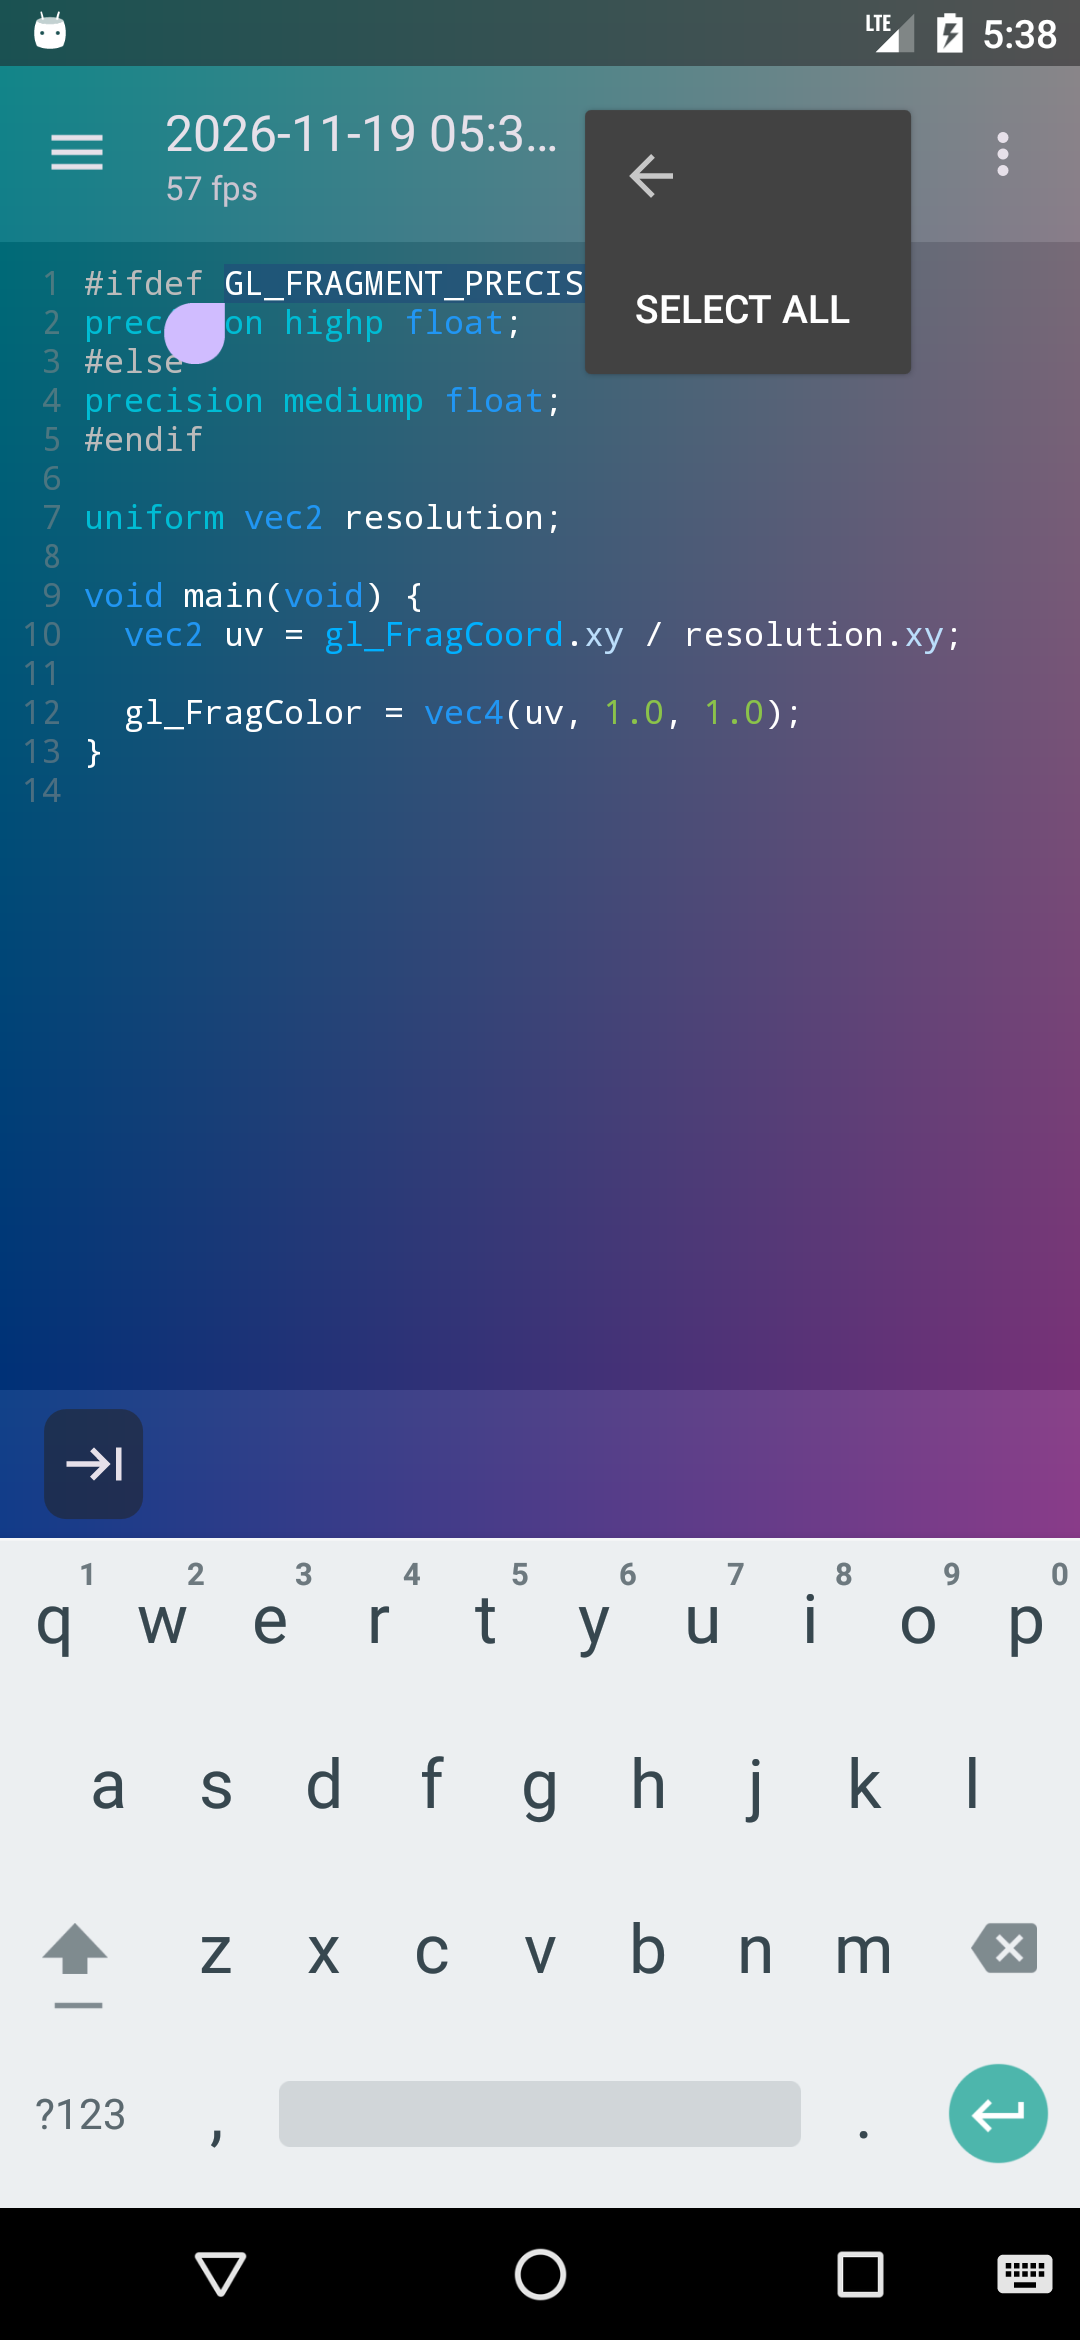 LTE 5:38
2026-11-19 05:3...
57 fps
SELECT ALL
1 #ifdef GL_FRAGMENT_PRECIS
2 highp float;
3 #else
4 precision mediump float;
5 #endif
6
7 uniform vec2 resolution;
8
9 void main(void) {
10 vec2 uv = gl_FragCoord.xy / resolution.xy;
11
12 gl_FragColor = vec4(uv, 1.0, 1.0);
13 }
14
1 2 3 4 5 6 7 8 9 0
q w e r t y u i o p
a s d f g h j k l
z x c v b n m
?123 , .